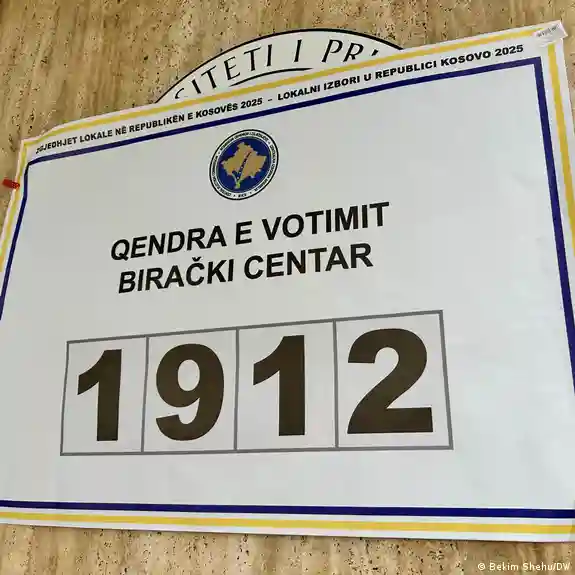 SITETI I PRI
ZGJEDHJET LOKALE NË REPUBLIKËN E KOSOVËS 2025 - LOKALNI IZBORI U REPUBLICI KOSOVO 2025
QENDRA E VOTIMIT
BIRAČKI CENTAR
1912
© Bekim Shehu/DW